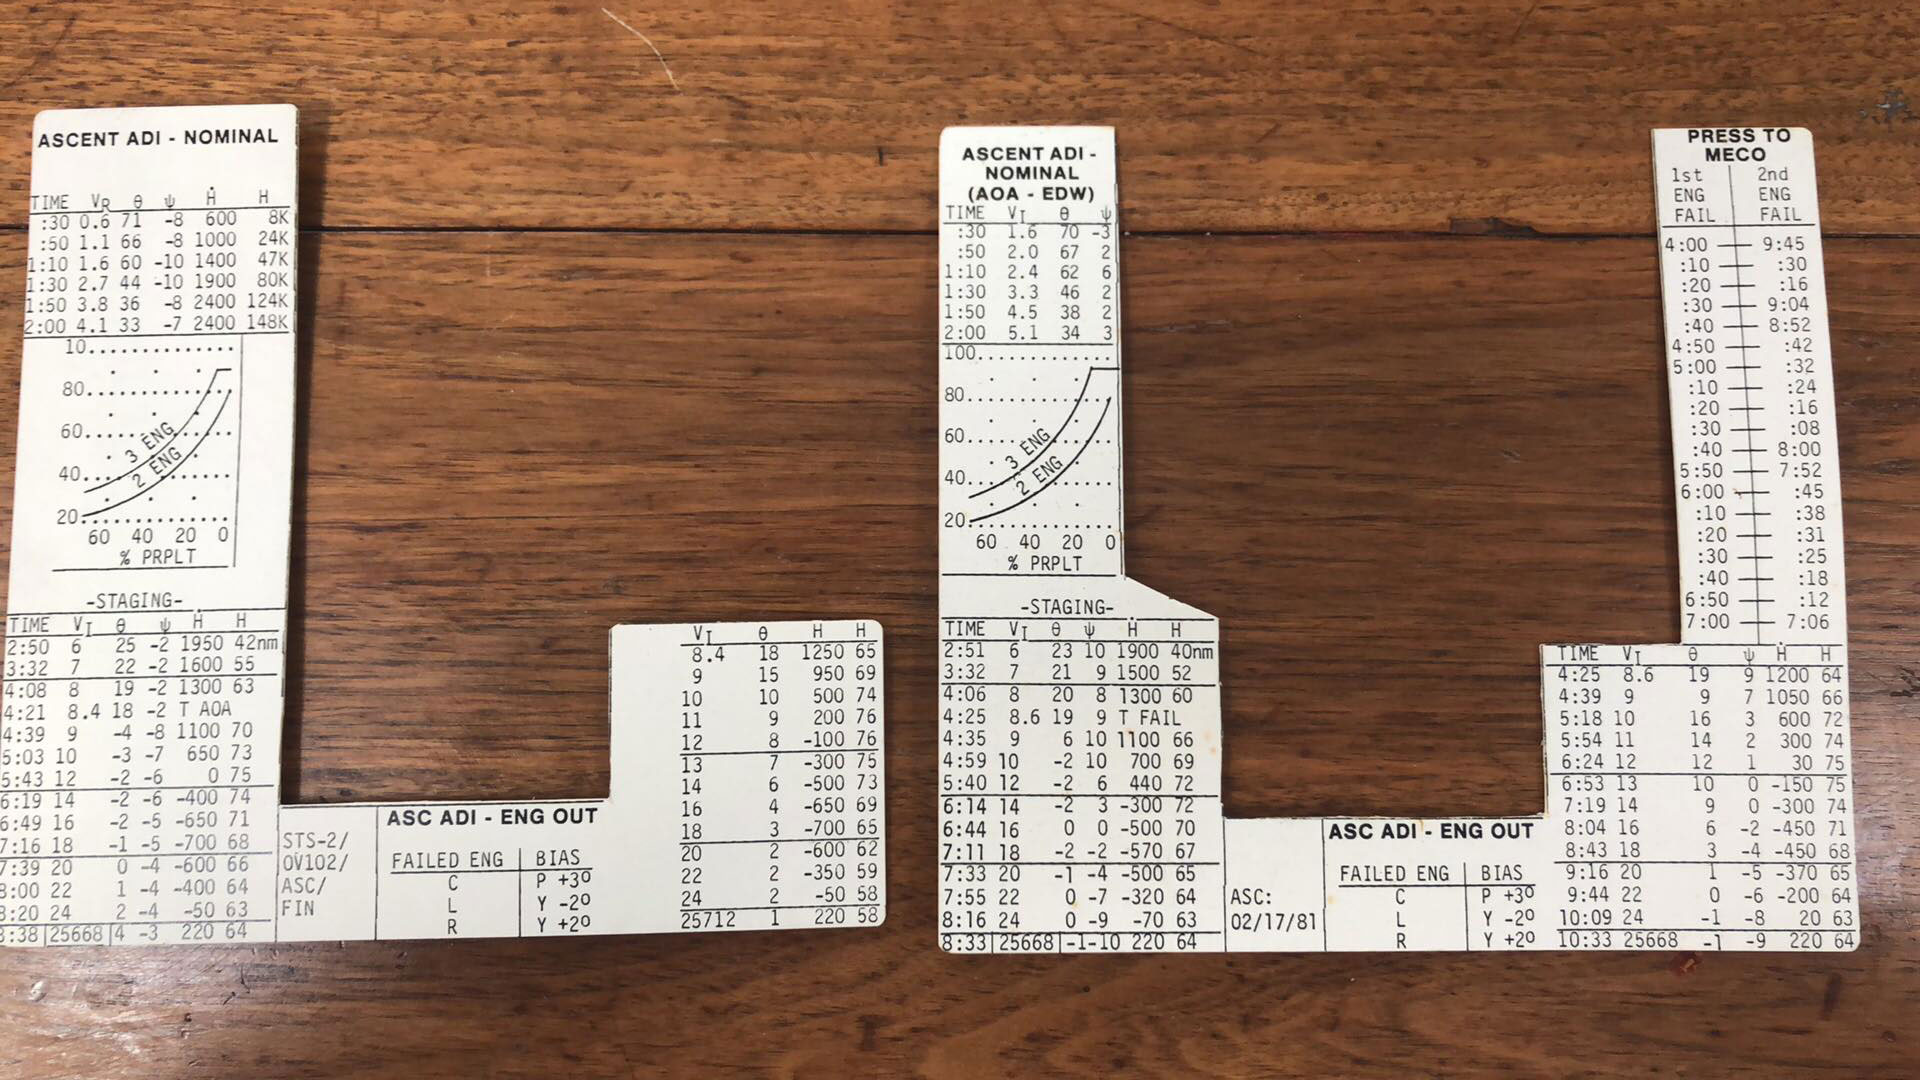 ASCENT ADI - NOMINAL
TIME VR θ ψ Ḣ H
:30 0.6 71 -8 600 8K
:50 1.1 66 -8 1000 24K
1:10 1.6 60 -10 1400 47K
1:30 2.7 44 -10 1900 80K
1:50 3.8 36 -8 2400 124K
2:00 4.1 33 -7 2400 148K
10
80
60
40
20
3 ENG
2 ENG
60 40 20 0
% PRPLT
-STAGING-
TIME VI θ ψ Ḣ H
2:50 6 25 -2 1950 42nm
3:32 7 22 -2 1600 55
4:08 8 19 -2 1300 63
4:21 8.4 18 -2 T AOA
4:39 9 -4 -8 1100 70
5:03 10 -3 -7 650 73
5:43 12 -2 -6 0 75
6:19 14 -2 -6 -400 74
6:49 16 -2 -5 -650 71
7:16 18 -1 -5 -700 68
7:39 20 0 -4 -600 66
8:00 22 1 -4 -400 64
8:20 24 2 -4 -50 63
8:38 25668 4 -3 220 64
STS-2/
OV102/
ASC/
FIN
ASC ADI - ENG OUT
FAILED ENG BIAS
C P +3º
L Y -2º
R Y +2º
VI θ H H
8.4 18 1250 65
9 15 950 69
10 10 500 74
11 9 200 76
12 8 -100 76
13 7 -300 75
14 6 -500 73
16 4 -650 69
18 3 -700 65
20 2 -600 62
22 2 -350 59
24 2 -50 58
25712 1 220 58
ASCENT ADI -
NOMINAL
(AOA - EDW)
TIME VI θ ψ
:30 1.6 70 -3
:50 2.0 67 2
1:10 2.4 62 6
1:30 3.3 46 2
1:50 4.5 38 2
2:00 5.1 34 3
100
80
60
40
20
3 ENG
2 ENG
60 40 20 0
% PRPLT
-STAGING-
TIME VI θ ψ Ḣ H
2:51 6 23 10 1900 40nm
3:32 7 21 9 1500 52
4:06 8 20 8 1300 60
4:25 8.6 19 9 T FAIL
4:35 9 6 10 1100 66
4:59 10 -2 10 700 69
5:40 12 -2 6 440 72
6:14 14 -2 3 -300 72
6:44 16 0 0 -500 70
7:11 18 -2 -2 -570 67
7:33 20 -1 -4 -500 65
7:55 22 0 -7 -320 64
8:16 24 0 -9 -70 63
8:33 25668 -1 -10 220 64
ASC:
02/17/81
ASC ADI - ENG OUT
FAILED ENG BIAS
C P +3º
L Y -2º
R Y +2º
PRESS TO
MECO
1st 2nd
ENG ENG
FAIL FAIL
4:00 9:45
:10 :30
:20 :16
:30 9:04
:40 8:52
4:50 :42
5:00 :32
:10 :24
:20 :16
:30 :08
:40 8:00
5:50 7:52
6:00 :45
:10 :38
:20 :31
:30 :25
:40 :18
6:50 :12
7:00 7:06
TIME VI θ ψ Ḣ H
4:25 8.6 19 9 1200 64
4:39 9 9 7 1050 66
5:18 10 16 3 600 72
5:54 11 14 2 300 74
6:24 12 12 1 30 75
6:53 13 10 0 -150 75
7:19 14 9 0 -300 74
8:04 16 6 -2 -450 71
8:43 18 3 -4 -450 68
9:16 20 1 -5 -370 65
9:44 22 0 -6 -200 64
10:09 24 -1 -8 20 63
10:33 25668 -1 -9 220 64